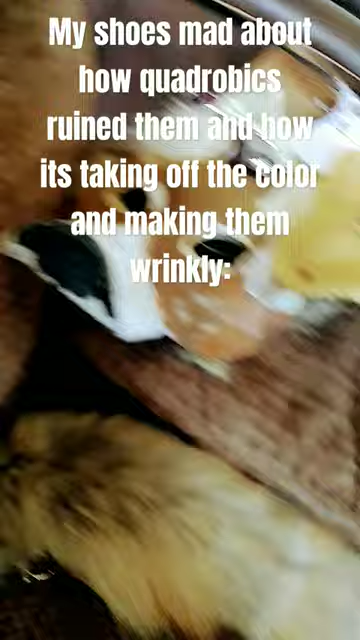 My shoes mad about
how quadrobics
ruined them and how
its taking off the color
and making them
wrinkly: